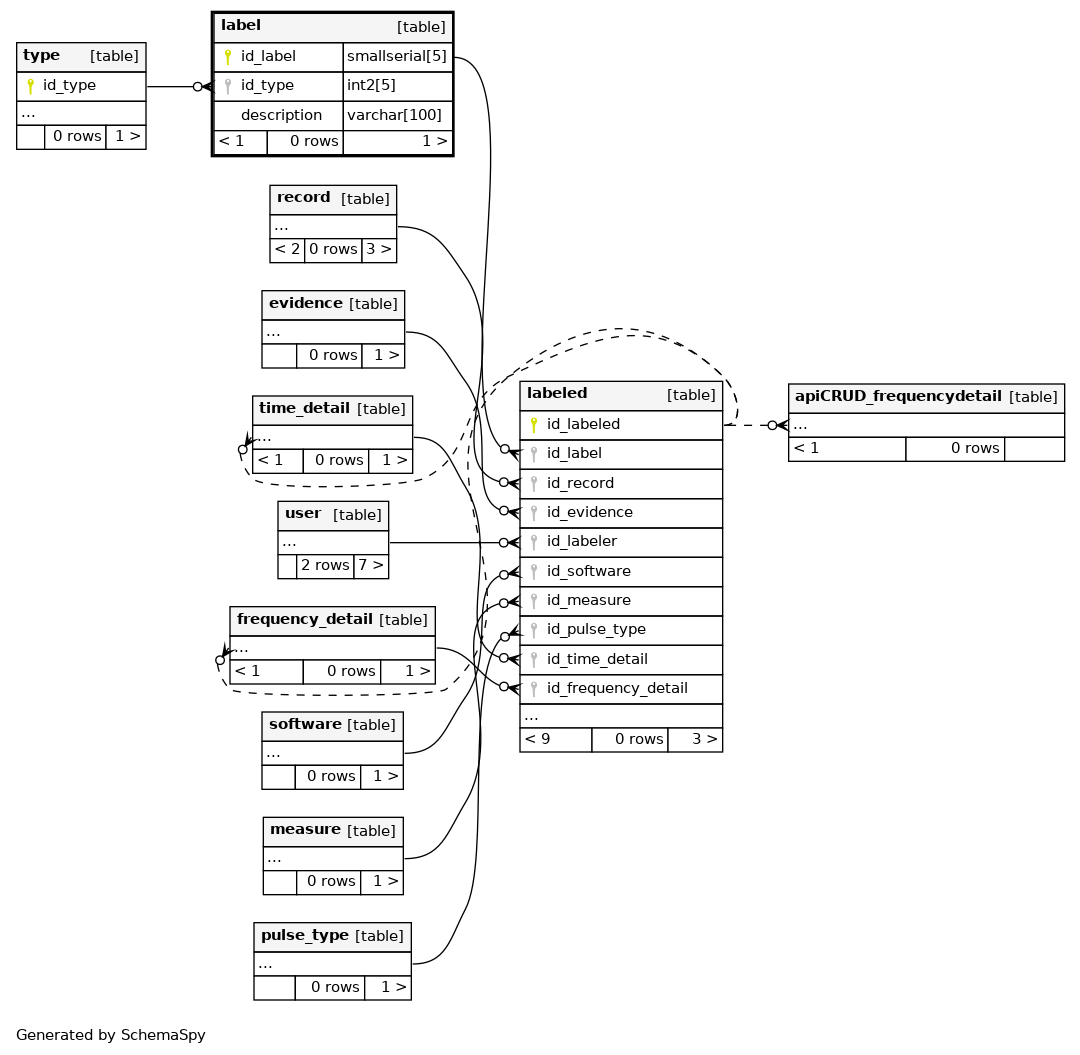 type [table]
id_type
...
0 rows 1 >
label [table]
id_label smallserial[5]
id_type int2[5]
description varchar[100]
< 1 0 rows 1 >
record [table]
...
< 2 0 rows 3 >
evidence [table]
...
0 rows 1 >
time_detail [table]
...
< 1 0 rows 1 >
user [table]
...
2 rows 7 >
frequency_detail [table]
...
< 1 0 rows 1 >
software [table]
...
0 rows 1 >
measure [table]
...
0 rows 1 >
pulse_type [table]
...
0 rows 1 >
labeled [table]
id_labeled
id_label
id_record
id_evidence
id_labeler
id_software
id_measure
id_pulse_type
id_time_detail
id_frequency_detail
...
< 9 0 rows 3 >
apiCRUD_frequencydetail [table]
...
< 1 0 rows
Generated by SchemaSpy